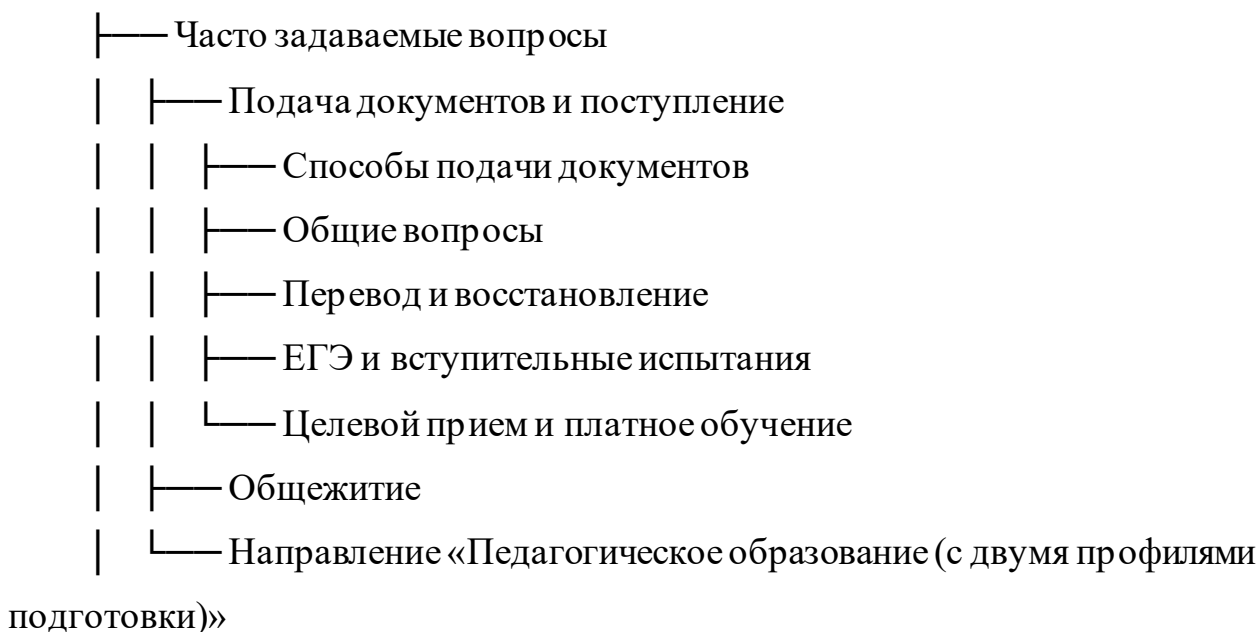 ├── Часто задаваемые вопросы
│ ├── Подача документов и поступление
│ │ ├── Способы подачи документов
│ │ ├── Общие вопросы
│ │ ├── Перевод и восстановление
│ │ ├── ЕГЭ и вступительные испытания
│ │ └── Целевой прием и платное обучение
│ ├── Общежитие
│ └── Направление «Педагогическое образование (с двумя профилями
подготовки)»